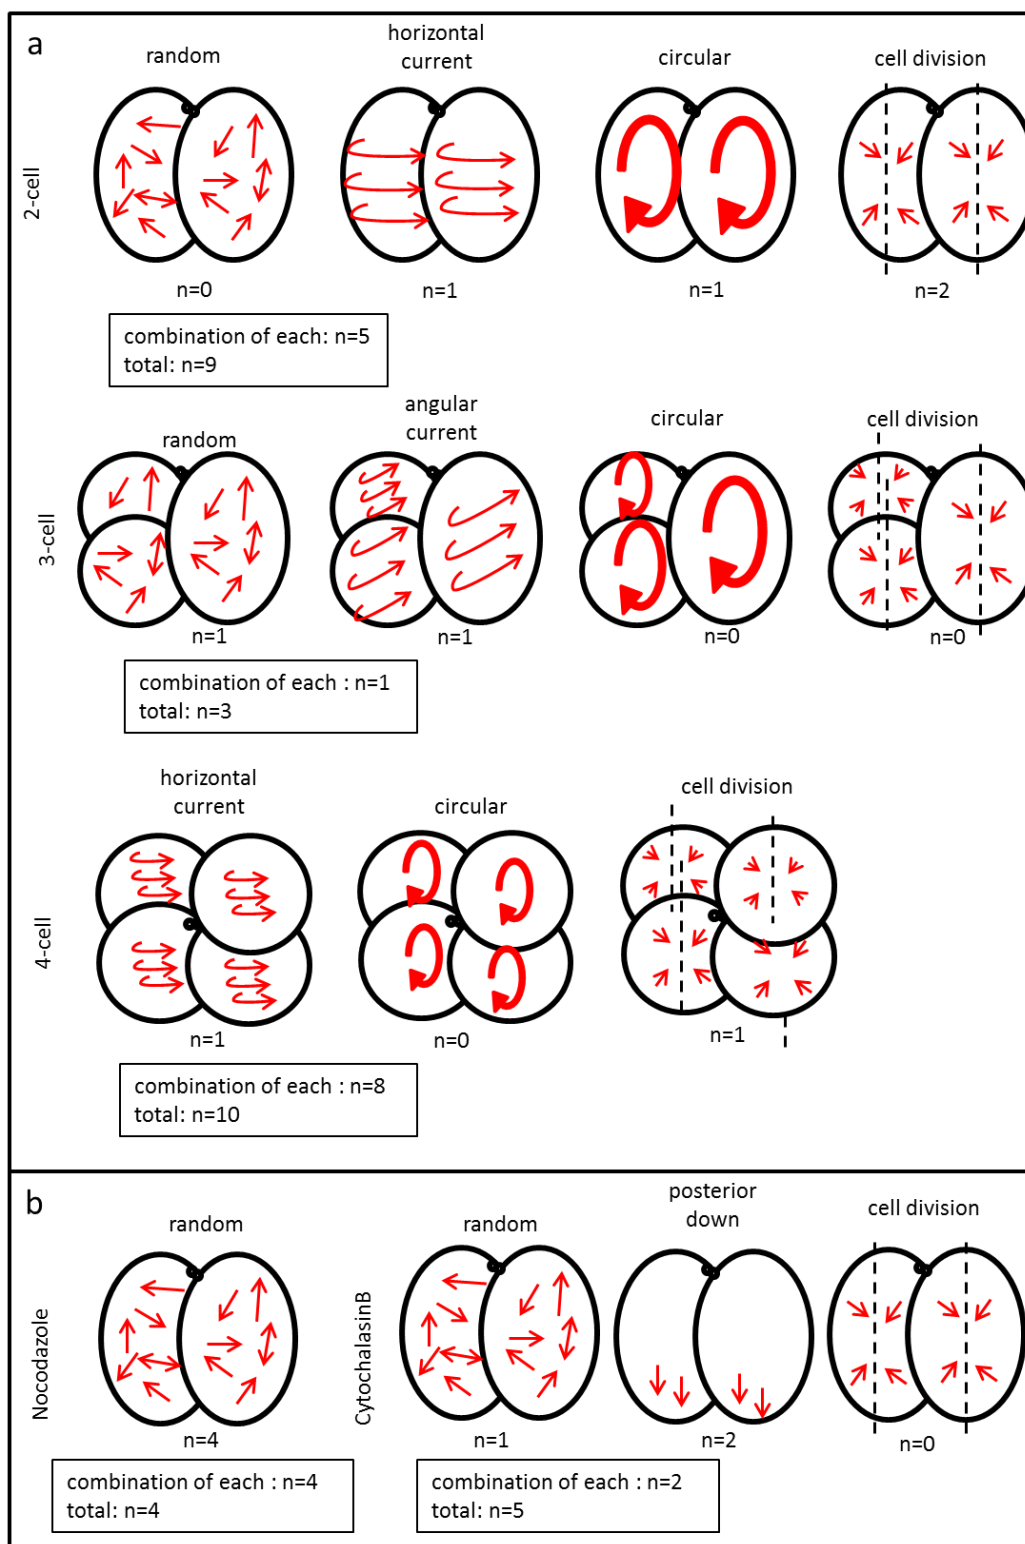 a
random
horizontal
current
circular
cell division
2-cell
n=0
n=1
n=1
n=2
combination of each: n=5
total: n=9
random
angular
current
circular
cell division
3-cell
n=1
n=1
n=0
n=0
combination of each : n=1
total: n=3
horizontal
current
circular
cell division
4-cell
n=1
n=0
n=1
combination of each : n=8
total: n=10
b
random
random
posterior
down
cell division
Nocodazole
CytochalasinB
n=4
n=1
n=2
n=0
combination of each : n=4
total: n=4
combination of each : n=2
total: n=5